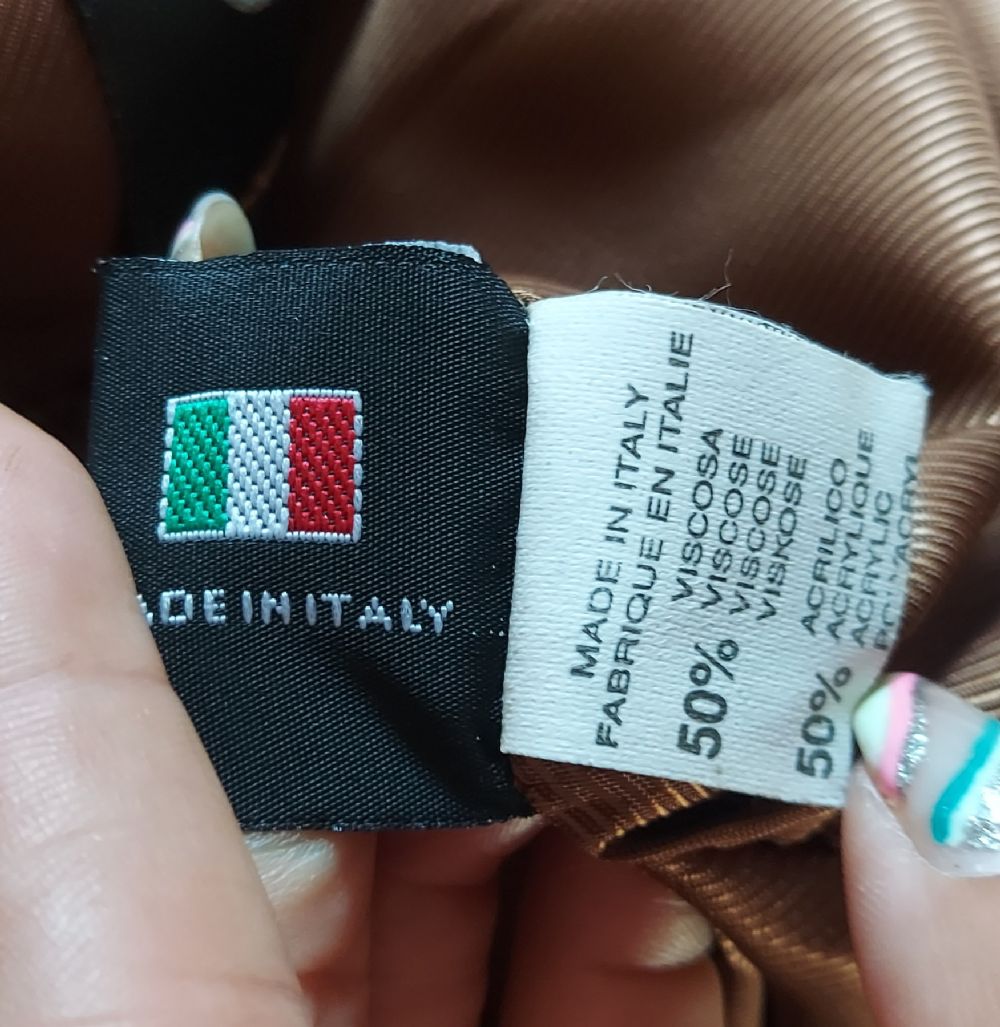 ADE IN ITALY
MADE IN ITALY
FABRIQUE EN ITALIE
50% VISCOSA
VISCOSE
VISCOSE
VISKOSE
50% ACRILICO
ACRYLIQUE
ACRYLIC